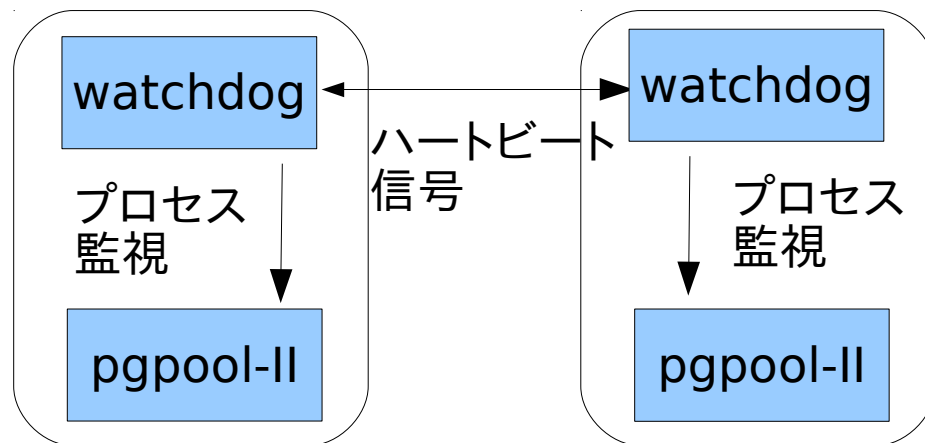 watchdog
watchdog
ハートビート
信号
プロセス
監視
プロセス
監視
pgpool-II
pgpool-II